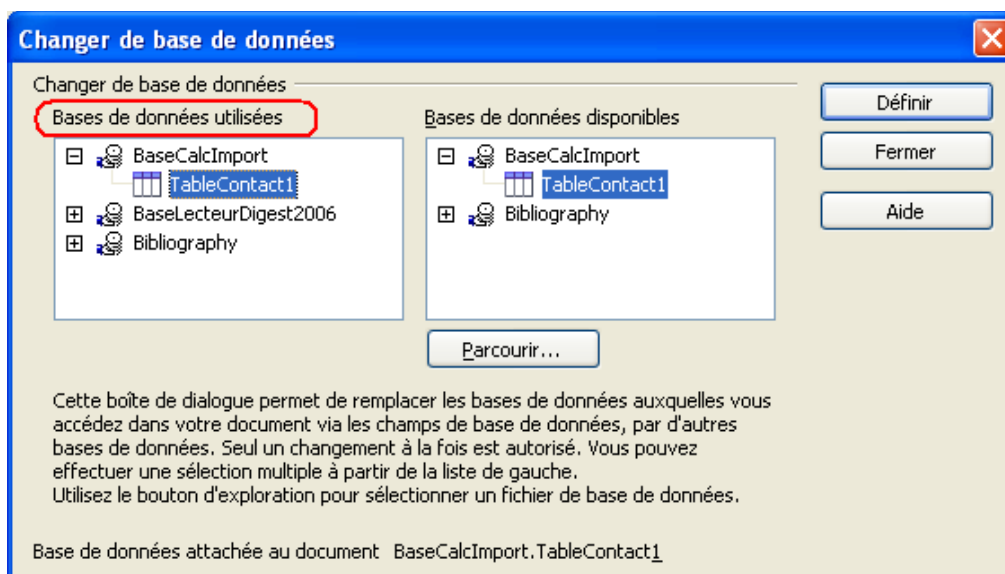 Changer de base de données
Changer de base de données
Bases de données utilisées
Bases de données disponibles
Définir
BaseCalcImport
BaseCalcImport
Fermer
TableContact1
TableContact1
BaseLecteurDigest2006
Bibliography
Aide
Bibliography
Parcourir...
Cette boîte de dialogue permet de remplacer les bases de données auxquelles vous
accédez dans votre document via les champs de base de données, par d'autres
bases de données. Seul un changement à la fois est autorisé. Vous pouvez
effectuer une sélection multiple à partir de la liste de gauche.
Utilisez le bouton d'exploration pour sélectionner un fichier de base de données.
Base de données attachée au document BaseCalcImport.TableContact1